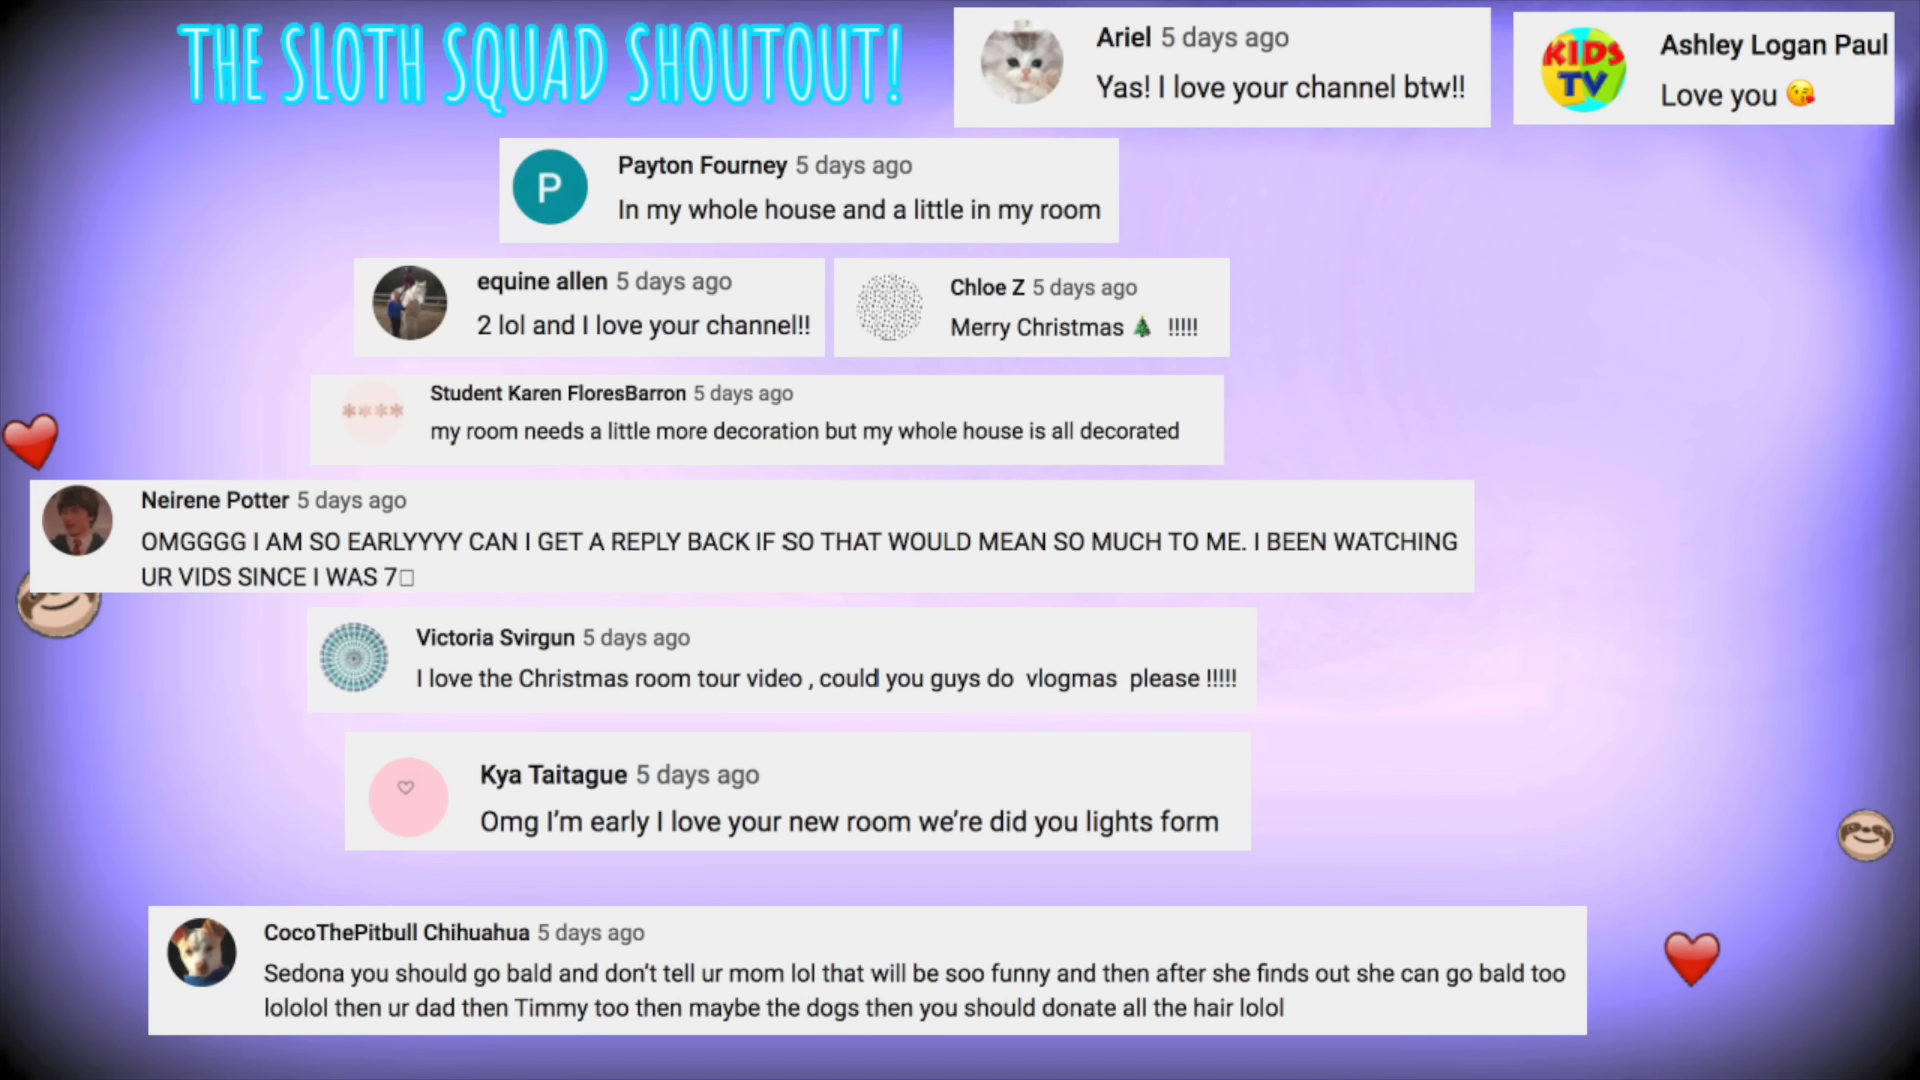 THE SLOTH SQUAD SHOUTOUT!
Ariel 5 days ago
Yas! I love your channel btw!!
KIDS
TV
Ashley Logan Paul
Love you 😘
P
Payton Fourney 5 days ago
In my whole house and a little in my room
equine allen 5 days ago
2 lol and I love your channel!!
Chloe Z 5 days ago
Merry Christmas 🎄 !!!!!
Student Karen FloresBarron 5 days ago
my room needs a little more decoration but my whole house is all decorated
Neirene Potter 5 days ago
OMGGGG I AM SO EARLYYYY CAN I GET A REPLY BACK IF SO THAT WOULD MEAN SO MUCH TO ME. I BEEN WATCHING
UR VIDS SINCE I WAS 7□
Victoria Svirgun 5 days ago
I love the Christmas room tour video , could you guys do vlogmas please !!!!!
Kya Taitague 5 days ago
Omg I’m early I love your new room we’re did you lights form
CocoThePitbull Chihuahua 5 days ago
Sedona you should go bald and don’t tell ur mom lol that will be soo funny and then after she finds out she can go bald too
lololol then ur dad then Timmy too then maybe the dogs then you should donate all the hair lolol